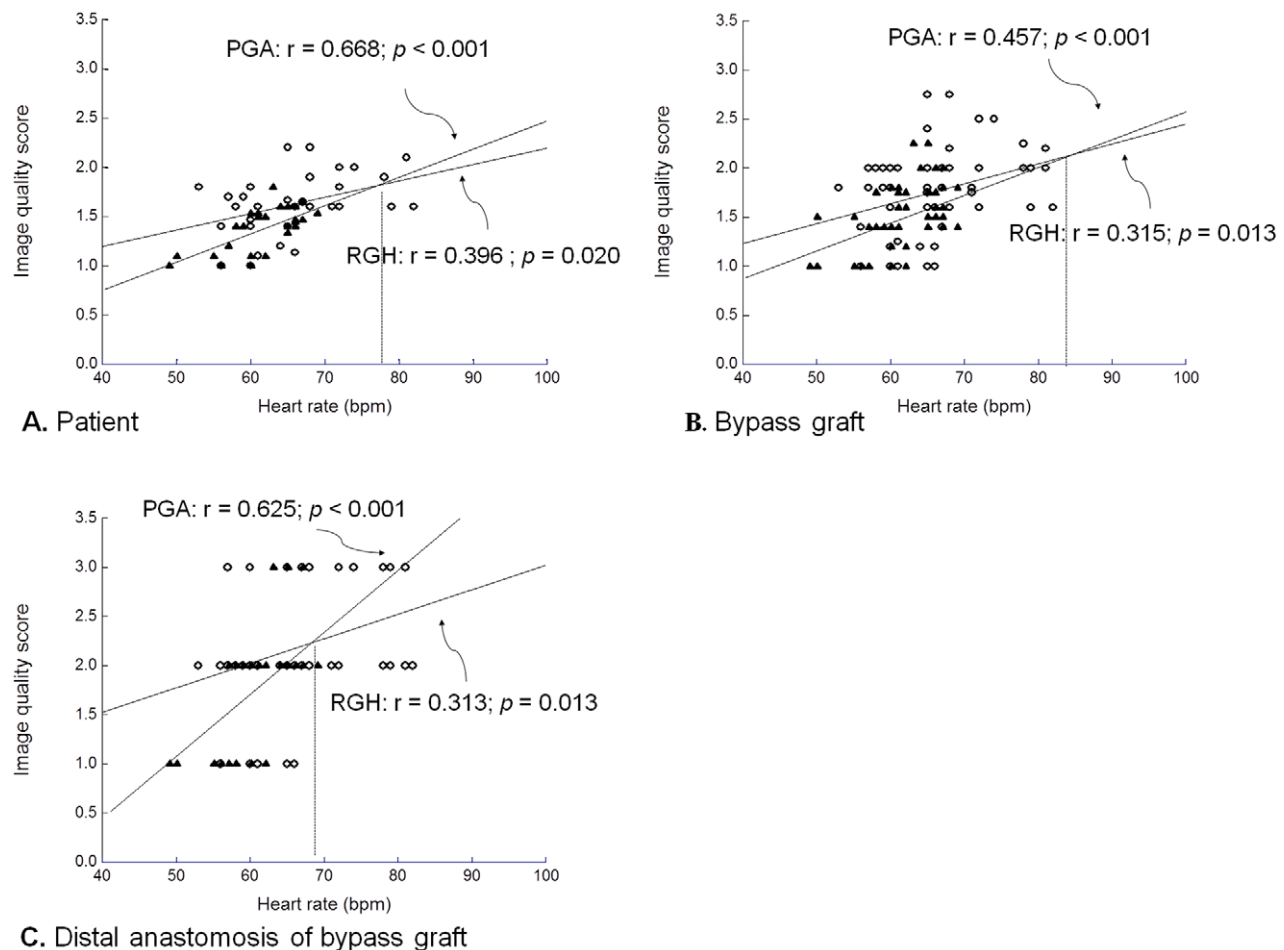 3.5
3.0
2.5
2.0
1.5
1.0
0.5
0.0
Image quality score
PGA: r = 0.668; p < 0.001
RGH: r = 0.396 ; p = 0.020
40 50 60 70 80 90 100
Heart rate (bpm)
A. Patient
3.5
3.0
2.5
2.0
1.5
1.0
0.5
0.0
Image quality score
PGA: r = 0.457; p < 0.001
RGH: r = 0.315; p = 0.013
40 50 60 70 80 90 100
Heart rate (bpm)
B. Bypass graft
3.5
3.0
2.5
2.0
1.5
1.0
0.5
0.0
Image quality score
PGA: r = 0.625; p < 0.001
RGH: r = 0.313; p = 0.013
40 50 60 70 80 90 100
Heart rate (bpm)
C. Distal anastomosis of bypass graft